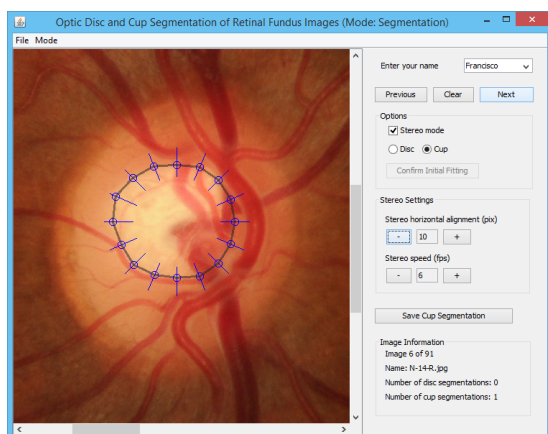 Optic Disc and Cup Segmentation of Retinal Fundus Images (Mode: Segmentation)
File Mode
Enter your name Francisco
Previous Clear Next
Options
Stereo mode
Disc Cup
Confirm Initial Fitting
Stereo Settings
Stereo horizontal alignment (pix)
- 10 +
Stereo speed (fps)
- 6 +
Save Cup Segmentation
Image Information
Image 6 of 91
Name: N-14-R.jpg
Number of disc segmentations: 0
Number of cup segmentations: 1